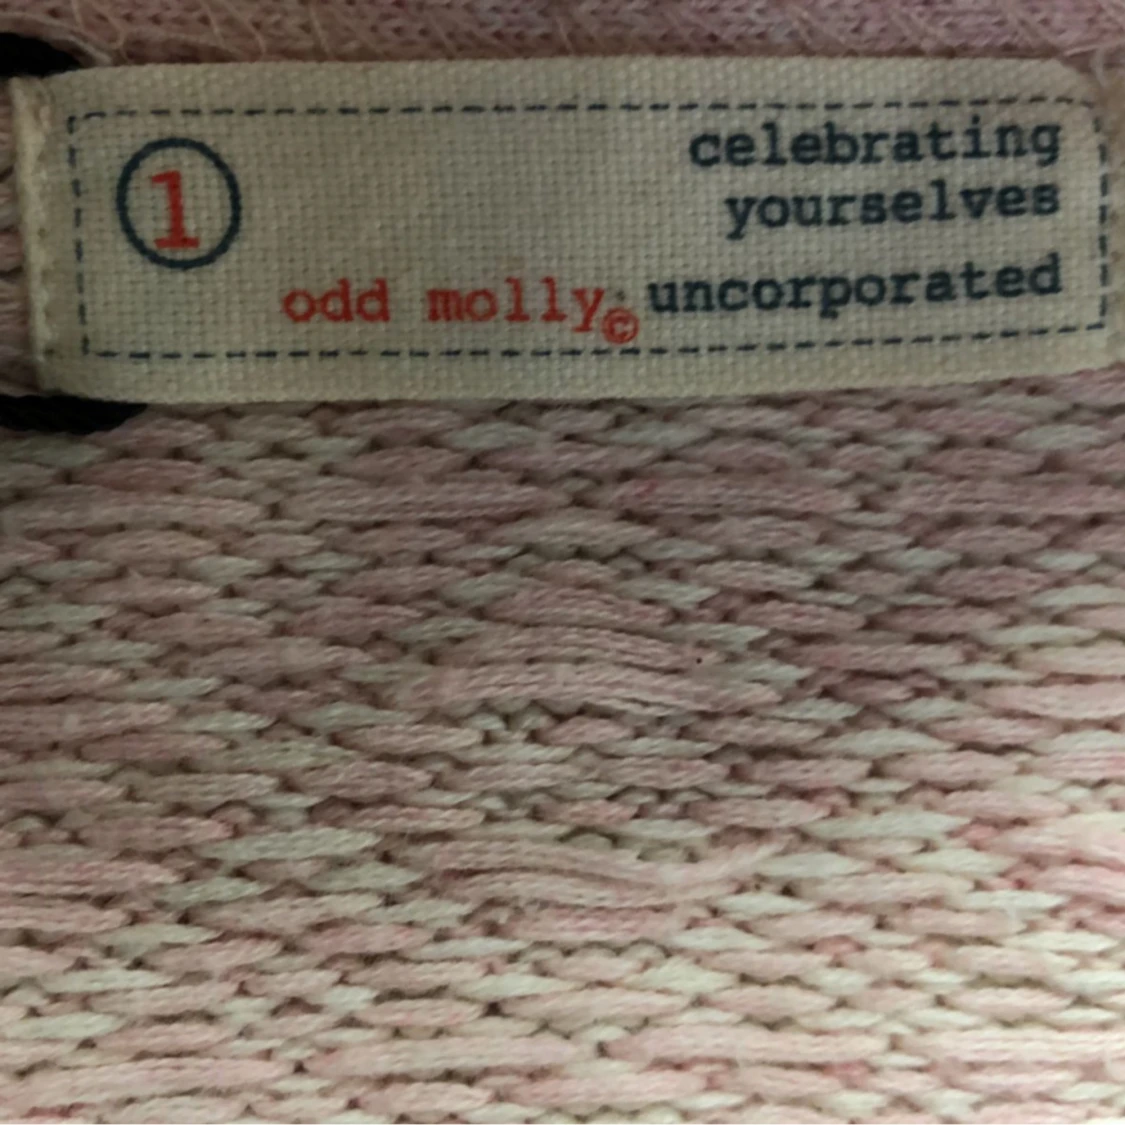 1
celebrating
yourselves
odd molly© uncorporated